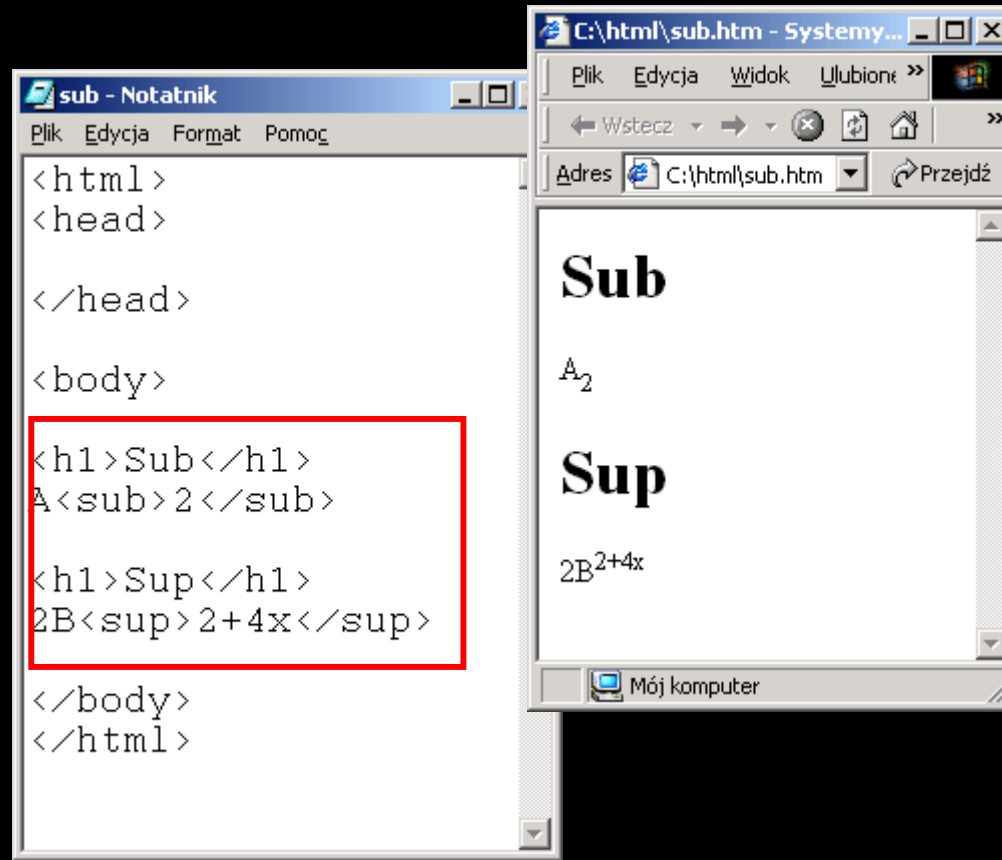 sub - Notatnik
Plik Edycja Format Pomoc
<html>
<head>
</head>
<body>
<h1>Sub</h1>
A<sub>2</sub>
<h1>Sup</h1>
2B<sup>2+4x</sup>
</body>
</html>
C:\html\sub.htm - Systemy...
Plik Edycja Widok Ulubione »
Wstecz »
Adres C:\html\sub.htm Przejdź
Sub
A₂
Sup
2B²⁺⁴ˣ
Mój komputer